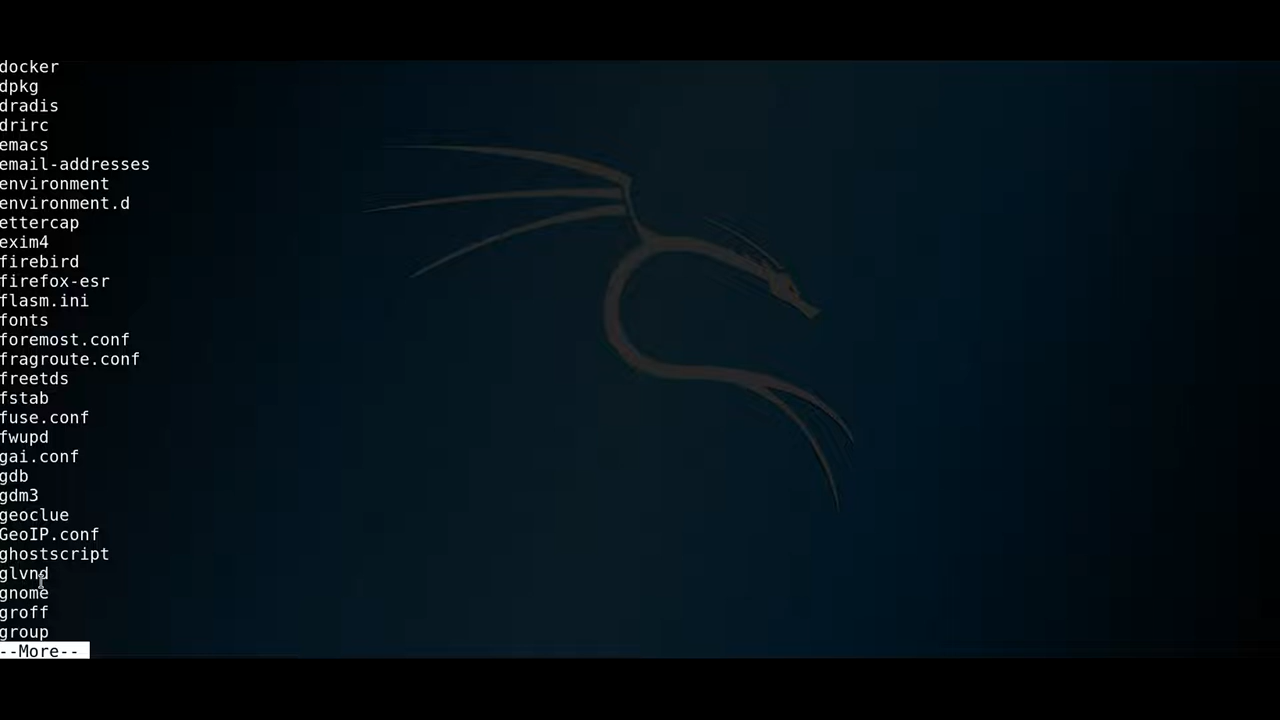 docker
dpkg
dradis
drirc
emacs
email-addresses
environment
environment.d
ettercap
exim4
firebird
firefox-esr
flasm.ini
fonts
foremost.conf
fragroute.conf
freetds
fstab
fuse.conf
fwupd
gai.conf
gdb
gdm3
geoclue
GeoIP.conf
ghostscript
glvnd
gnome
groff
group
--More--